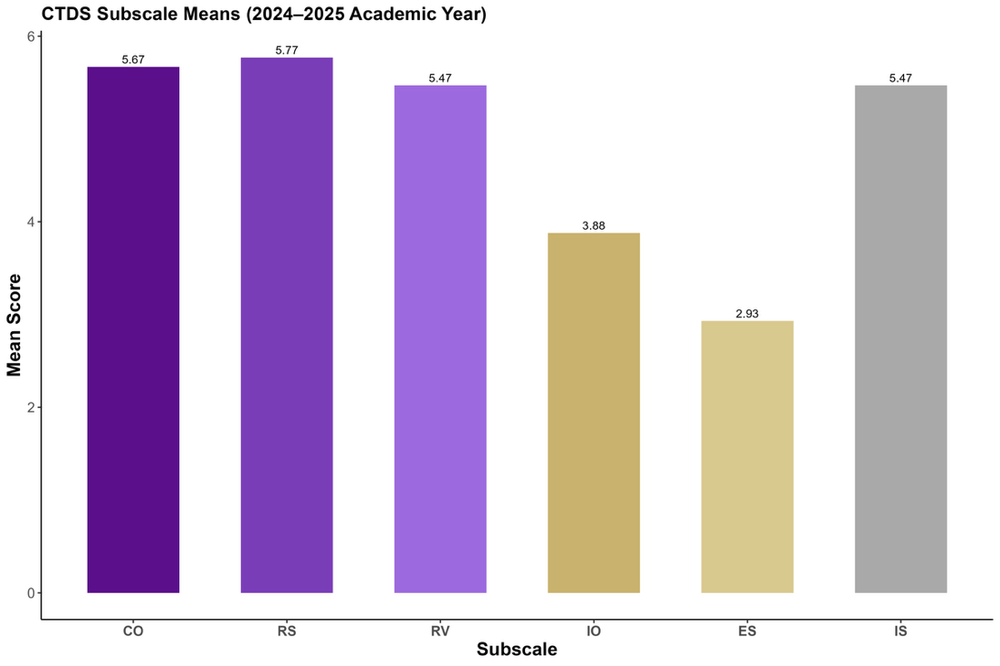 CTDS Subscale Means (2024–2025 Academic Year)
6
4
2
0
Mean Score
5.67
5.77
5.47
3.88
2.93
5.47
CO
RS
RV
IO
ES
IS
Subscale